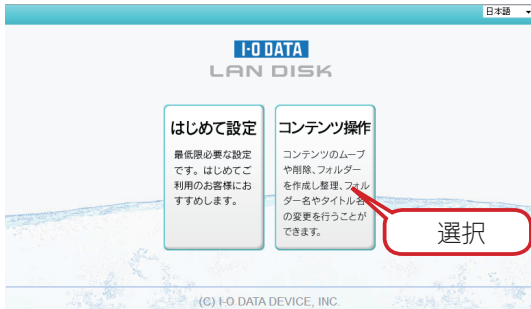 日本語
I-O DATA
LAN DISK
はじめて設定
最低限必要な設定
です。はじめてご
利用のお客様にお
すすめします。
コンテンツ操作
コンテンツのムーブ
や削除、フォルダー
を作成し整理、フォル
ダー名やタイトル名
の変更を行うことが
できます。
選択
(C) I-O DATA DEVICE, INC.